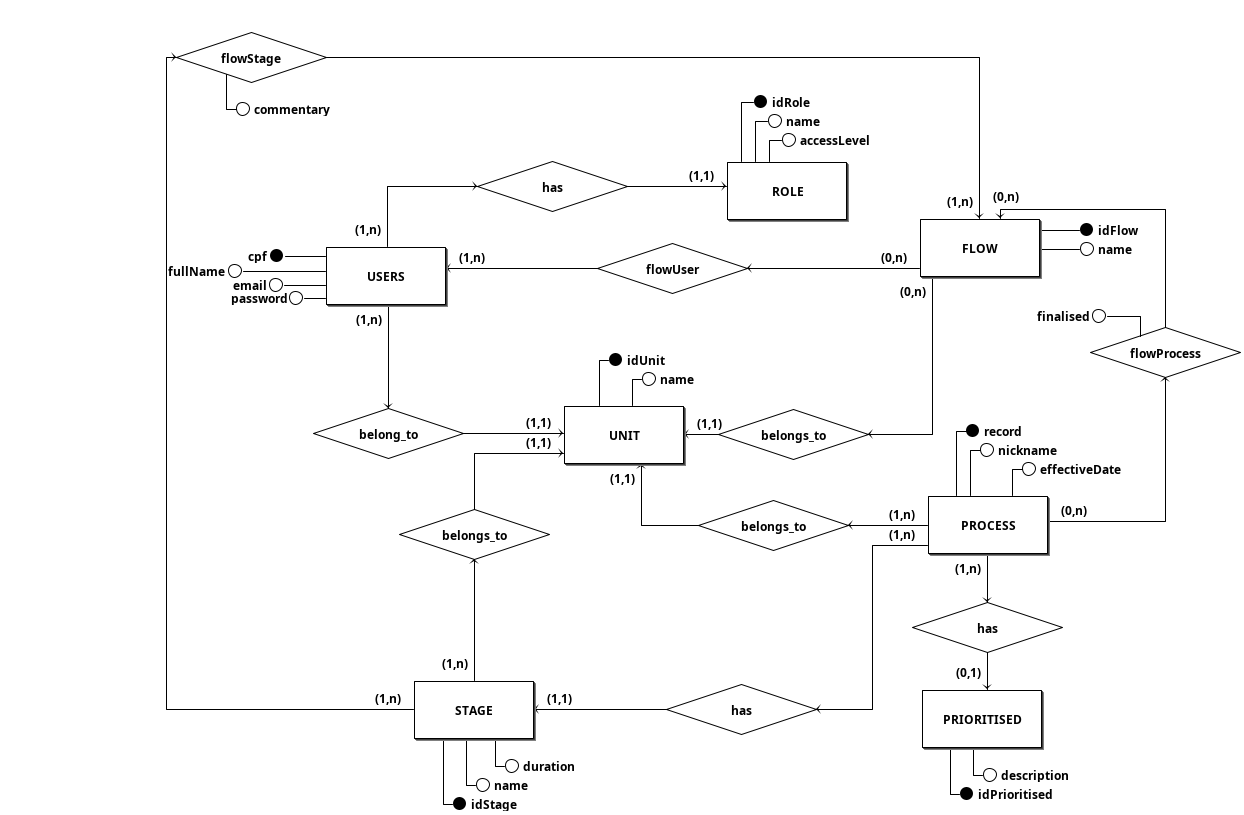 flowStage
commentary
idRole
name
accessLevel
has
(1,1)
ROLE
(1,n)
(0,n)
(1,n)
cpf
fullName
email
password
USERS
(1,n)
flowUser
(0,n)
FLOW
idFlow
name
(0,n)
(1,n)
finalised
flowProcess
idUnit
name
belong_to
(1,1)
(1,1)
UNIT
(1,1)
belongs_to
(1,1)
record
nickname
effectiveDate
belongs_to
belongs_to
(1,n)
(1,n)
PROCESS
(0,n)
(1,n)
has
(0,1)
(1,n)
(1,n)
STAGE
(1,1)
has
PRIORITISED
duration
name
idStage
description
idPrioritised